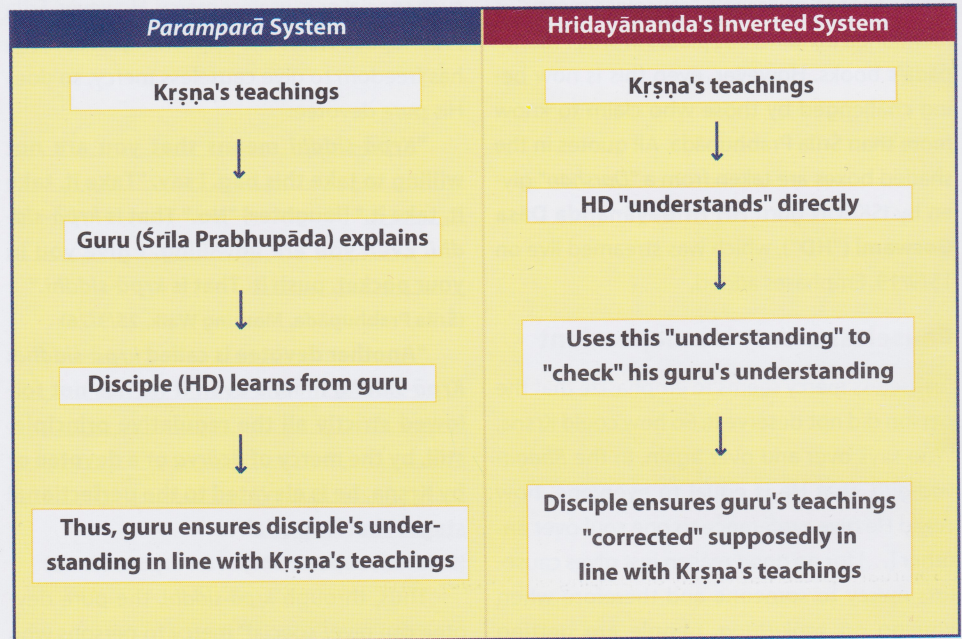 Paramparā System
Kṛṣṇa's teachings
↓
Guru (Śrīla Prabhupāda) explains
↓
Disciple (HD) learns from guru
↓
Thus, guru ensures disciple's under-
standing in line with Kṛṣṇa's teachings
Hridayānanda's Inverted System
Kṛṣṇa's teachings
↓
HD "understands" directly
↓
Uses this "understanding" to
"check" his guru's understanding
↓
Disciple ensures guru's teachings
"corrected" supposedly in
line with Kṛṣṇa's teachings